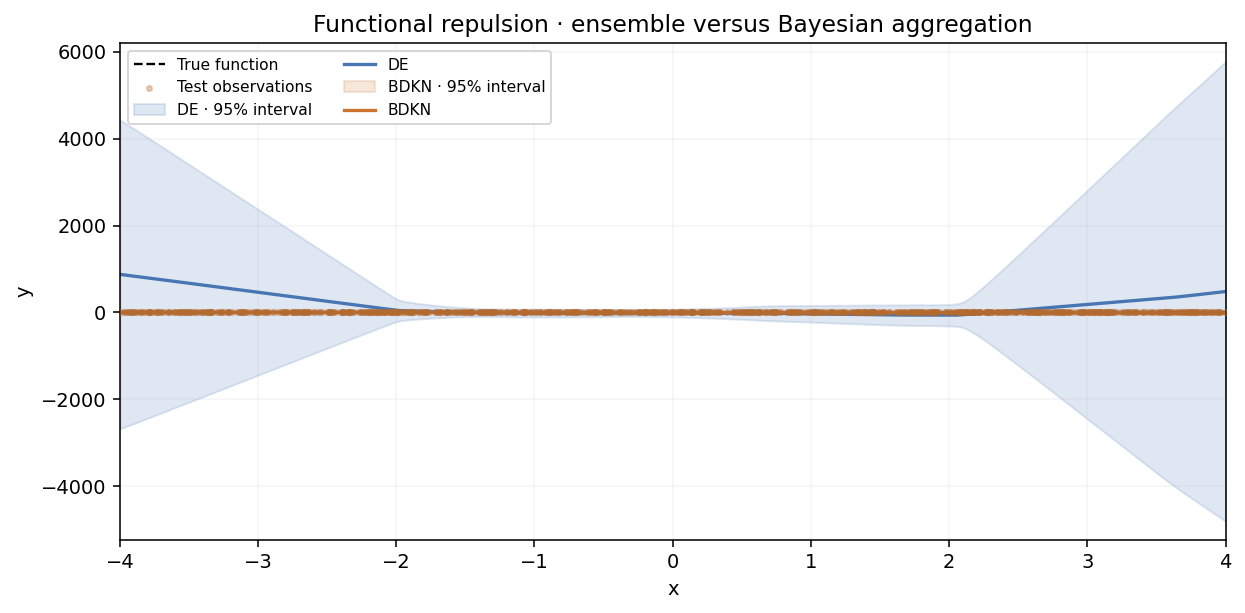 Functional repulsion · ensemble versus Bayesian aggregation
True function
Test observations
DE · 95% interval
DE
BDKN · 95% interval
BDKN
6000
4000
2000
0
−2000
−4000
y
−4 −3 −2 −1 0 1 2 3 4
x